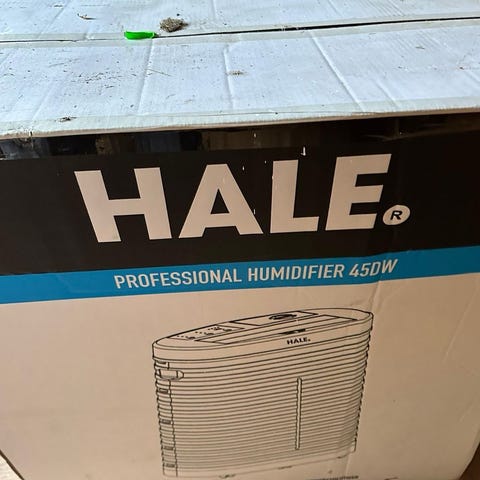 HALE®
PROFESSIONAL HUMIDIFIER 45DW
HALE.